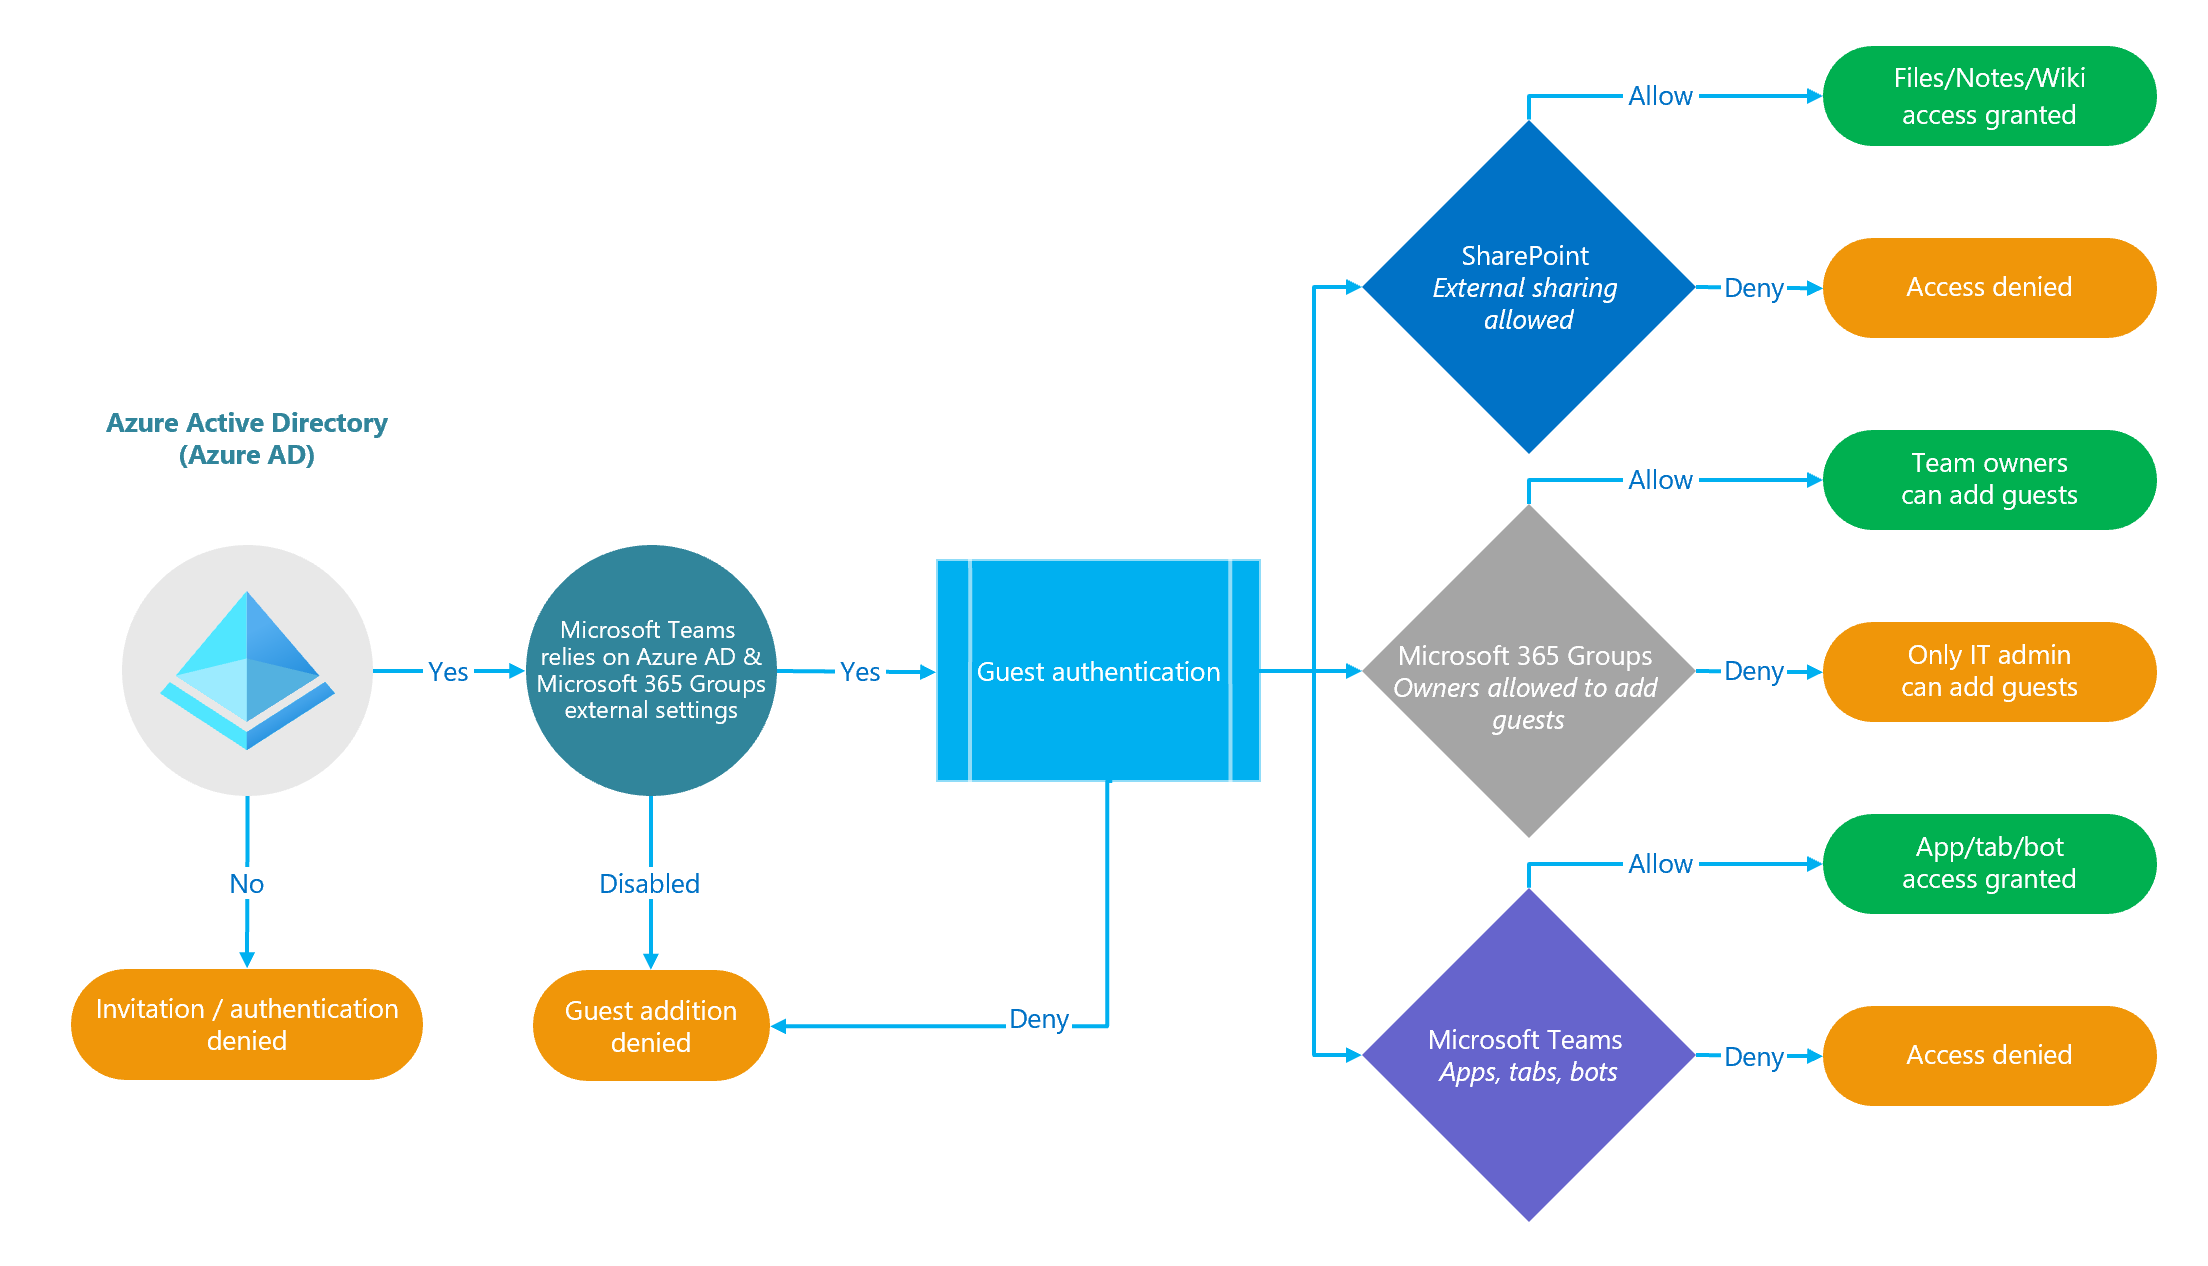 Azure Active Directory
(Azure AD)
Yes
No
Invitation / authentication
denied
Microsoft Teams
relies on Azure AD &
Microsoft 365 Groups
external settings
Yes
Disabled
Guest addition
denied
Guest authentication
Deny
SharePoint
External sharing
allowed
Allow
Files/Notes/Wiki
access granted
Deny
Access denied
Microsoft 365 Groups
Owners allowed to add
guests
Allow
Team owners
can add guests
Deny
Only IT admin
can add guests
Microsoft Teams
Apps, tabs, bots
Allow
App/tab/bot
access granted
Deny
Access denied